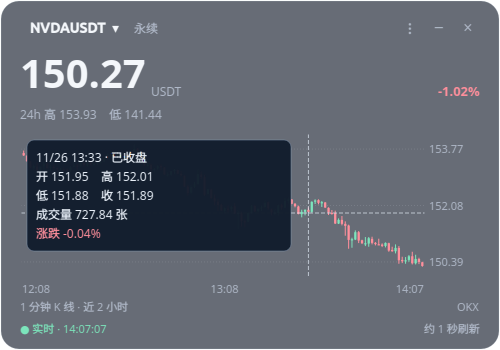 NVDAUSDT ▼ 永续
150.27 USDT
-1.02%
24h 高 153.93 低 141.44
11/26 13:33 · 已收盘
开 151.95 高 152.01
低 151.88 收 151.89
成交量 727.84 张
涨跌 -0.04%
153.77
152.08
150.39
12:08 13:08 14:07
1 分钟 K 线 · 近 2 小时 OKX
实时 · 14:07:07 约 1 秒刷新